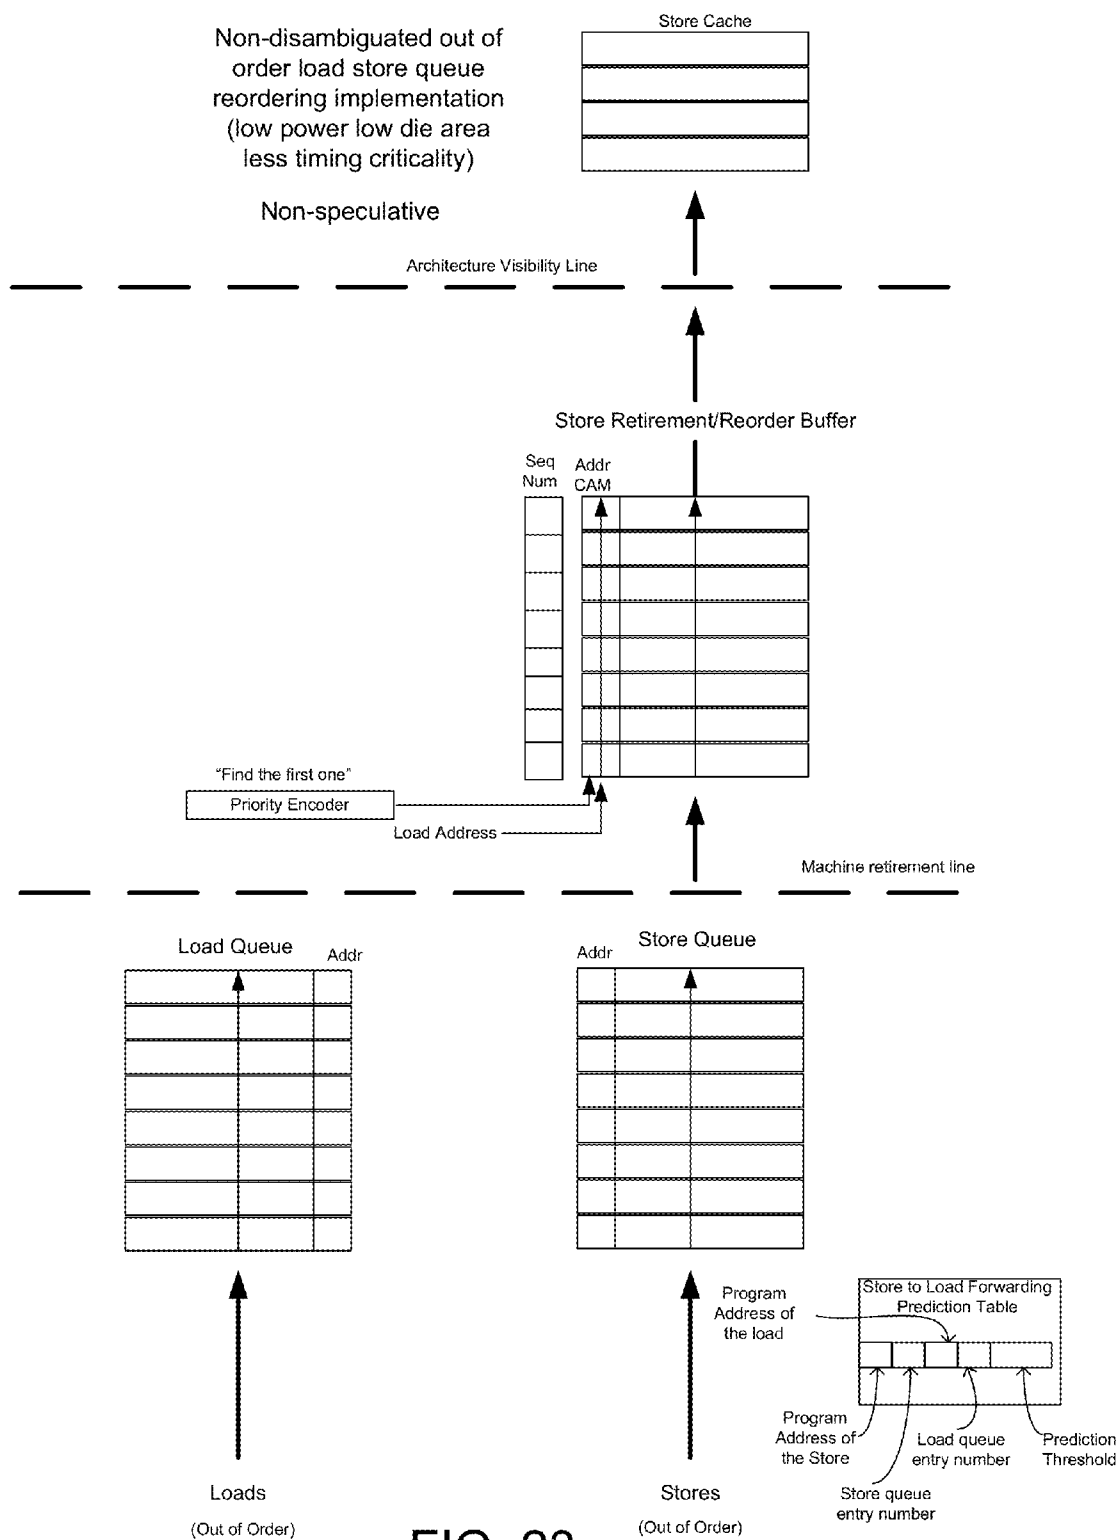 Store Cache
Non-disambiguated out of
order load store queue
reordering implementation
(low power low die area
less timing criticality)
Non-speculative
Architecture Visibility Line
Store Retirement/Reorder Buffer
Seq
Num
Addr
CAM
"Find the first one"
Priority Encoder
Load Address
Machine retirement line
Load Queue
Addr
Store Queue
Addr
Program
Address of
the load
Store to Load Forwarding
Prediction Table
Program
Address of
the Store
Load queue
entry number
Prediction
Threshold
Store queue
entry number
Loads
(Out of Order)
Stores
(Out of Order)
FIG.